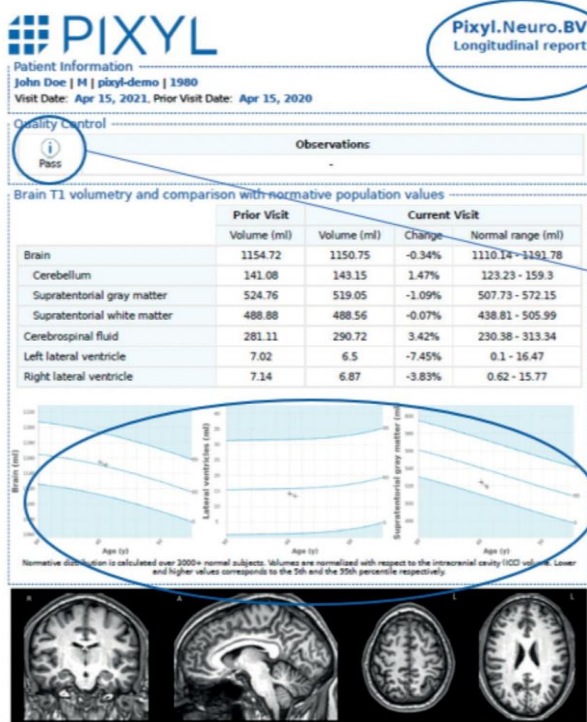 PIXYL
Pixyl.Neuro.BV
Longitudinal report
Patient Information
John Doe | M | pixyl-demo | 1980
Visit Date: Apr 15, 2021, Prior Visit Date: Apr 15, 2020
Quality Control
Observations
Pass
-
Brain T1 volumetry and comparison with normative population values
Prior Visit Current Visit
Volume (ml) Volume (ml) Change Normal range (ml)
Brain 1154.72 1150.75 -0.34% 1110.14 - 1191.78
Cerebellum 141.08 143.15 1.47% 123.23 - 159.3
Supratentorial gray matter 524.76 519.05 -1.09% 507.73 - 572.15
Supratentorial white matter 488.88 488.56 -0.07% 438.81 - 505.99
Cerebrospinal fluid 281.11 290.72 3.42% 230.38 - 313.34
Left lateral ventricle 7.02 6.5 -7.45% 0.1 - 16.47
Right lateral ventricle 7.14 6.87 -3.83% 0.62 - 15.77
Brain (ml)
Lateral ventricles (ml)
Supratentorial gray matter (ml)
Age (y) Age (y) Age (y)
Normative distribution is calculated over 3000+ normal subjects. Volumes are normalized with respect to the intracranial cavity (ICC) volume. Lower
and higher values corresponds to the 5th and the 95th percentile respectively.
R A L L